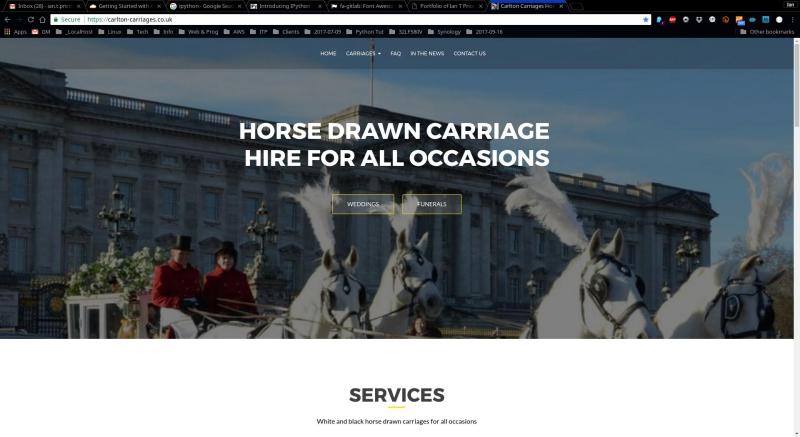 Inbox (28) - ian.t.price
Getting Started with A
ipython - Google Sear
Introducing IPython
fa-gitlab: Font Aweso
Portfolio of Ian T Price
Carlton Carriages Hor
Ian
Secure
https://carlton-carriages.co.uk
Apps
GM
_LocalHost
Linux
Tech
Info
Web & Prog
AWS
ITP
Clients
2017-07-09
Python Tut
32LF580V
Synology
2017-09-16
Other bookmarks
HOME
CARRIAGES
FAQ
IN THE NEWS
CONTACT US
HORSE DRAWN CARRIAGE
HIRE FOR ALL OCCASIONS
WEDDINGS
FUNERALS
SERVICES
White and black horse drawn carriages for all occasions